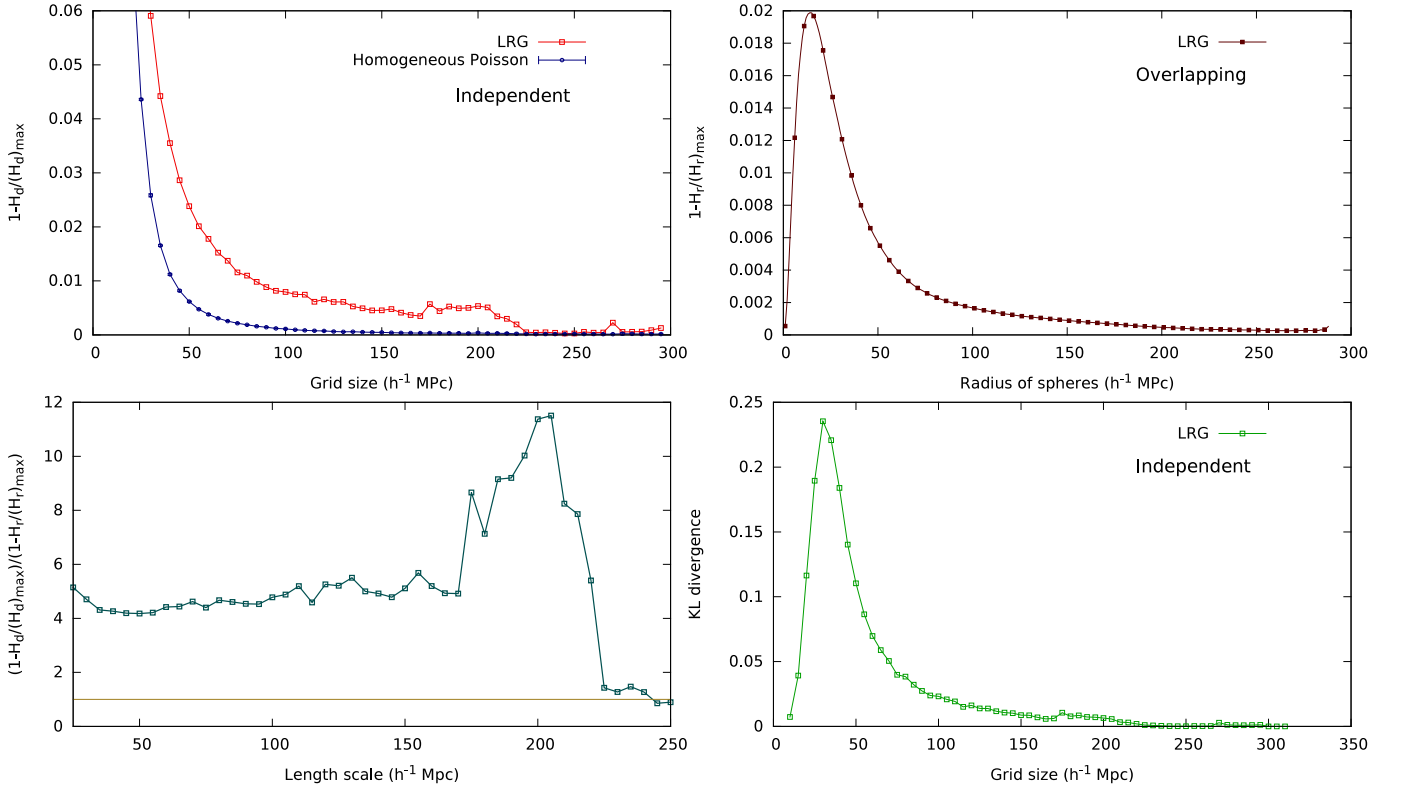 0.06
0.05
0.04
0.03
0.02
0.01
0
0 50 100 150 200 250 300
1-H_d/(H_d)_max
Grid size (h⁻¹ MPc)
LRG
Homogeneous Poisson
Independent
0.02
0.018
0.016
0.014
0.012
0.01
0.008
0.006
0.004
0.002
0
0 50 100 150 200 250 300
1-H_r/(H_r)_max
Radius of spheres (h⁻¹ MPc)
LRG
Overlapping
12
10
8
6
4
2
0
50 100 150 200 250
(1-H_d/(H_d)_max)/(1-H_r/(H_r)_max)
Length scale (h⁻¹ Mpc)
0.25
0.2
0.15
0.1
0.05
0
0 50 100 150 200 250 300 350
KL divergence
Grid size (h⁻¹ MPc)
LRG
Independent